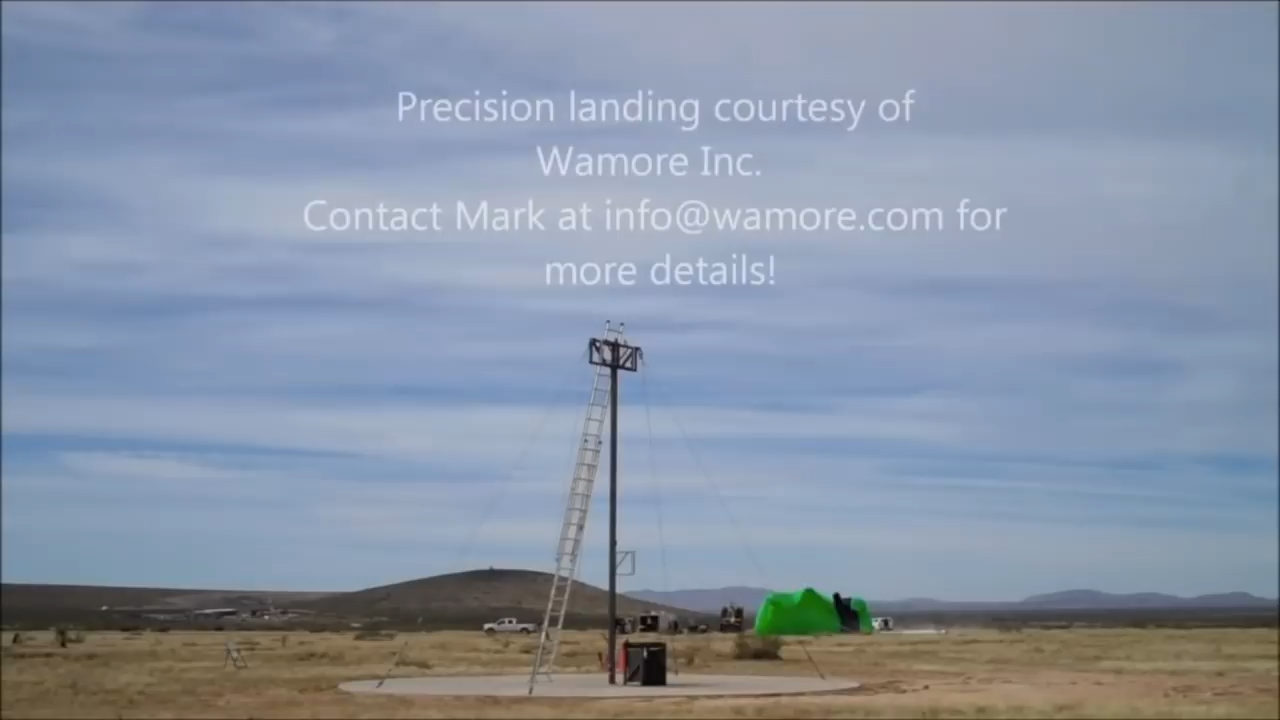 Precision landing courtesy of
Wamore Inc.
Contact Mark at info@wamore.com for
more details!